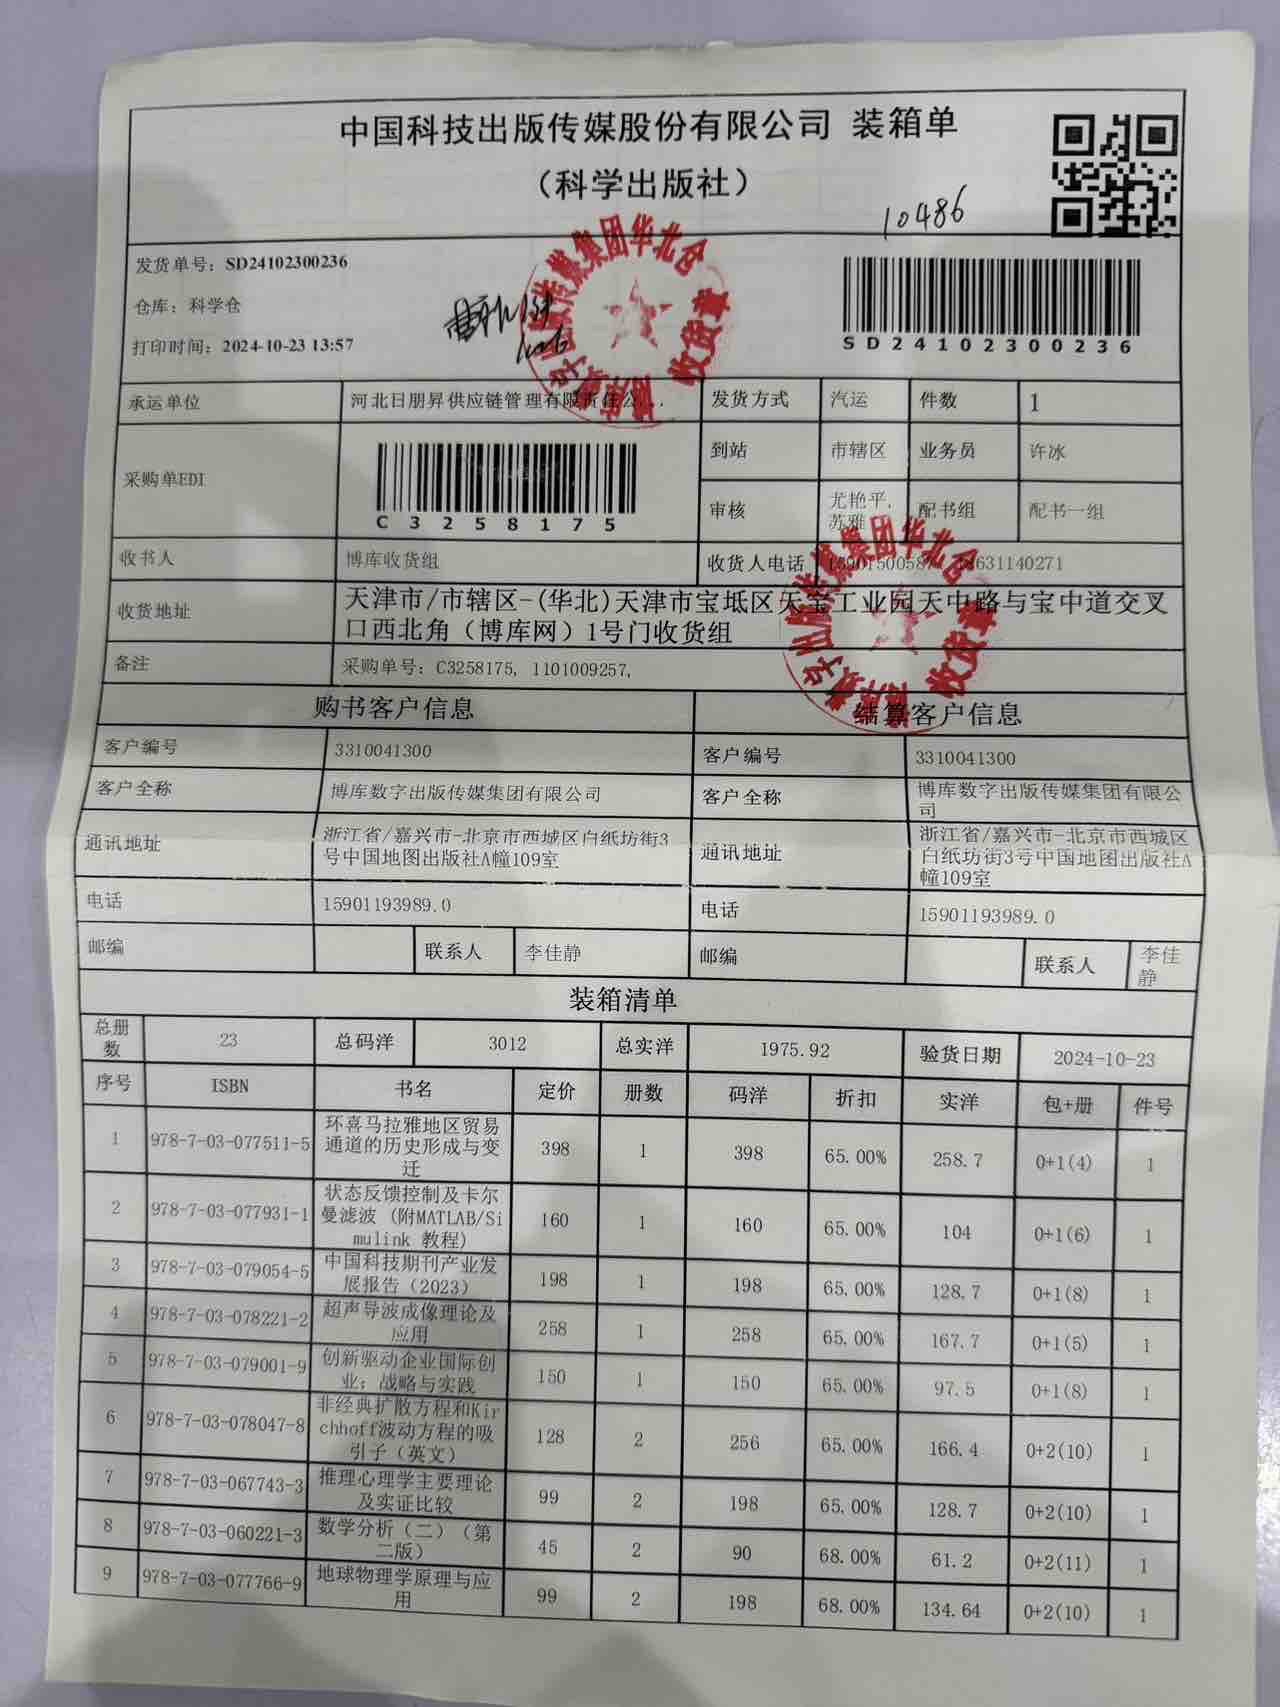 中国科技出版传媒股份有限公司 装箱单
（科学出版社）
10486
发货单号：SD24102300236
仓库：科学仓
打印时间：2024-10-23 13:57
SD24102300236
承运单位 河北日朋昇供应链管理有限责任公... 发货方式 汽运 件数 1
采购单EDI C3258175 到站 市辖区 业务员 许冰
审核 尤艳平, 苏雅 配书组 配书一组
收书人 博库收货组 收货人电话 18631140271
收货地址 天津市/市辖区-(华北)天津市宝坻区天宝工业园天中路与宝中道交叉
口西北角（博库网）1号门收货组
备注 采购单号：C3258175, 1101009257,
购书客户信息 结算客户信息
客户编号 3310041300 客户编号 3310041300
客户全称 博库数字出版传媒集团有限公司 客户全称 博库数字出版传媒集团有限公司
通讯地址 浙江省/嘉兴市-北京市西城区白纸坊街3号中国地图出版社A幢109室 通讯地址 浙江省/嘉兴市-北京市西城区白纸坊街3号中国地图出版社A幢109室
电话 15901193989.0 电话 15901193989.0
邮编 联系人 李佳静 邮编 联系人 李佳静
装箱清单
总册数 23 总码洋 3012 总实洋 1975.92 验货日期 2024-10-23
序号 ISBN 书名 定价 册数 码洋 折扣 实洋 包+册 件号
1 978-7-03-077511-5 环喜马拉雅地区贸易通道的历史形成与变迁 398 1 398 65.00% 258.7 0+1(4) 1
2 978-7-03-077931-1 状态反馈控制及卡尔曼滤波 (附MATLAB/Simulink 教程) 160 1 160 65.00% 104 0+1(6) 1
3 978-7-03-079054-5 中国科技期刊产业发展报告（2023） 198 1 198 65.00% 128.7 0+1(8) 1
4 978-7-03-078221-2 超声导波成像理论及应用 258 1 258 65.00% 167.7 0+1(5) 1
5 978-7-03-079001-9 创新驱动企业国际创业：战略与实践 150 1 150 65.00% 97.5 0+1(8) 1
6 978-7-03-078047-8 非经典扩散方程和Kirchhoff波动方程的吸引子（英文） 128 2 256 65.00% 166.4 0+2(10) 1
7 978-7-03-067743-3 推理心理学主要理论及实证比较 99 2 198 65.00% 128.7 0+2(10) 1
8 978-7-03-060221-3 数学分析（二）（第二版） 45 2 90 68.00% 61.2 0+2(11) 1
9 978-7-03-077766-9 地球物理学原理与应用 99 2 198 68.00% 134.64 0+2(10) 1